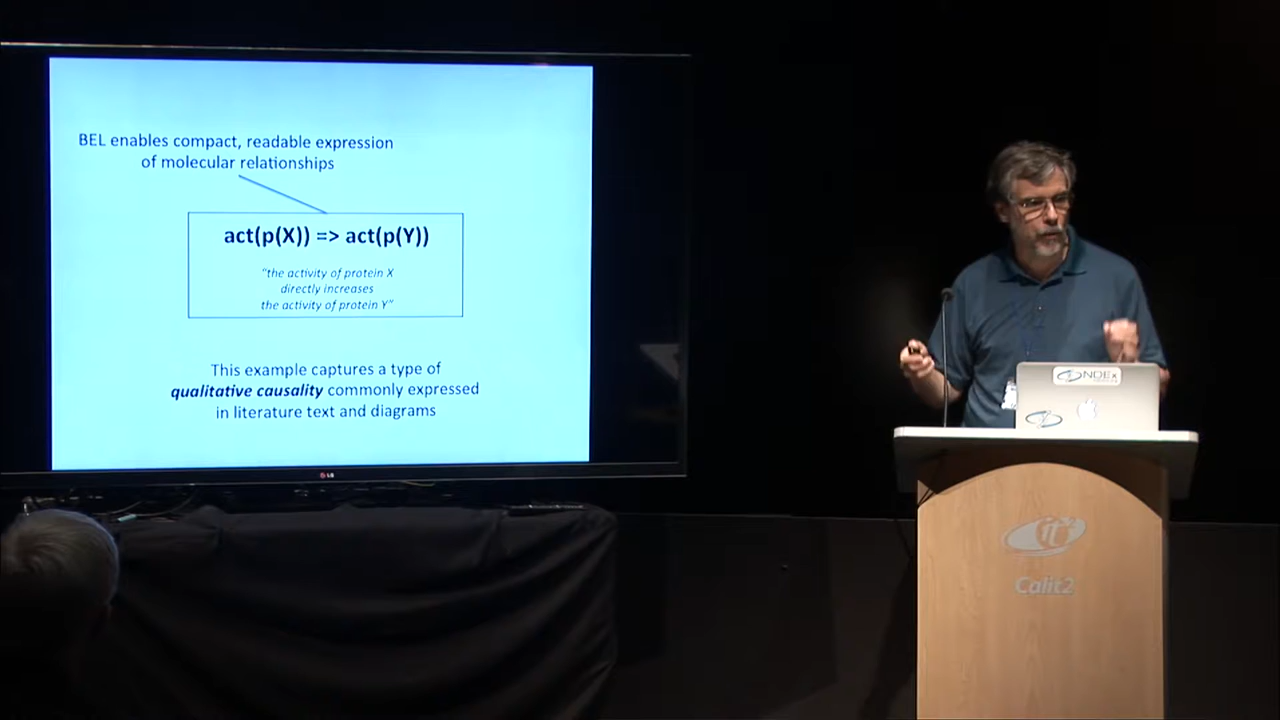 BEL enables compact, readable expression
of molecular relationships
act(p(X)) => act(p(Y))
"the activity of protein X
directly increases
the activity of protein Y"
This example captures a type of
qualitative causality commonly expressed
in literature text and diagrams
LG
NDEx
it2
Calit2